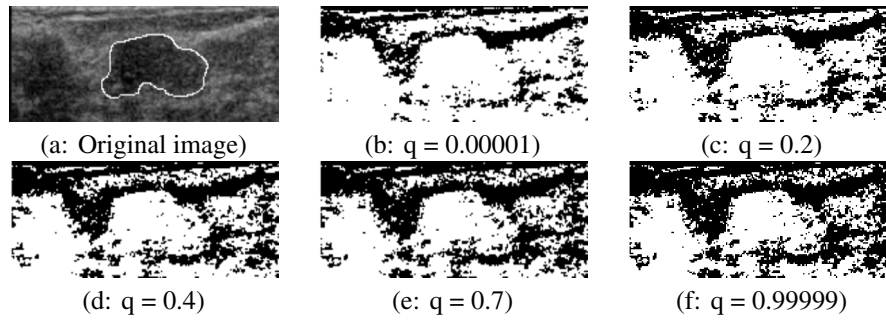 (a: Original image)
(b: q = 0.00001)
(c: q = 0.2)
(d: q = 0.4)
(e: q = 0.7)
(f: q = 0.99999)